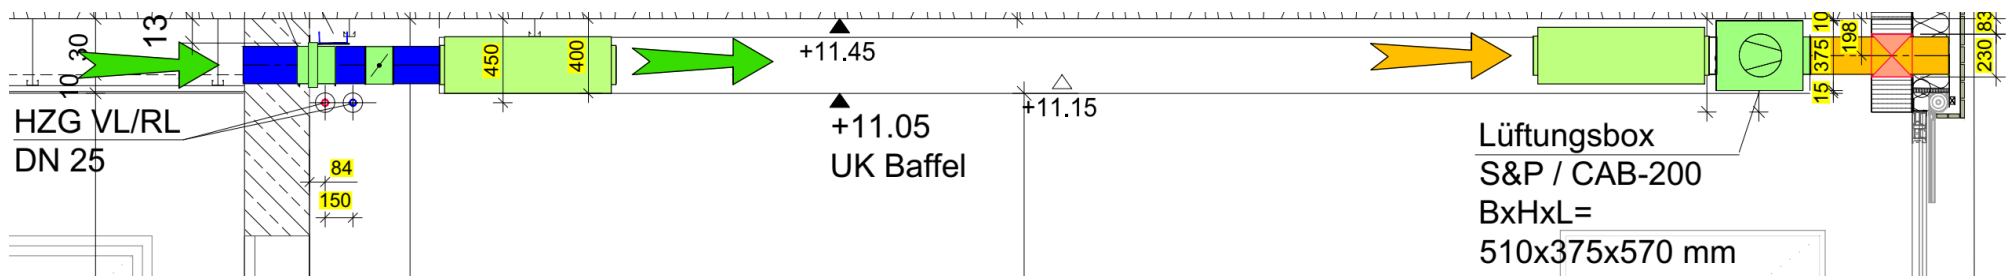 13
30
10
HZG VL/RL
DN 25
84
150
450
400
+11.45
+11.05
UK Baffel
+11.15
Lüftungsbox
S&P / CAB-200
BxHxL=
510x375x570 mm
10
375
15
198
83
230